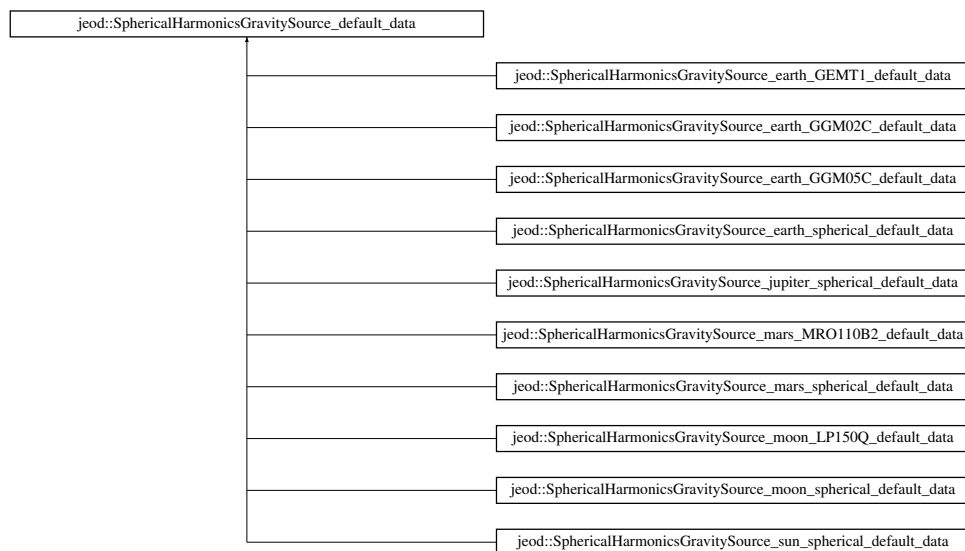 jeod::SphericalHarmonicsGravitySource_default_data
jeod::SphericalHarmonicsGravitySource_earth_GEMT1_default_data
jeod::SphericalHarmonicsGravitySource_earth_GGM02C_default_data
jeod::SphericalHarmonicsGravitySource_earth_GGM05C_default_data
jeod::SphericalHarmonicsGravitySource_earth_spherical_default_data
jeod::SphericalHarmonicsGravitySource_jupiter_spherical_default_data
jeod::SphericalHarmonicsGravitySource_mars_MRO110B2_default_data
jeod::SphericalHarmonicsGravitySource_mars_spherical_default_data
jeod::SphericalHarmonicsGravitySource_moon_LP150Q_default_data
jeod::SphericalHarmonicsGravitySource_moon_spherical_default_data
jeod::SphericalHarmonicsGravitySource_sun_spherical_default_data